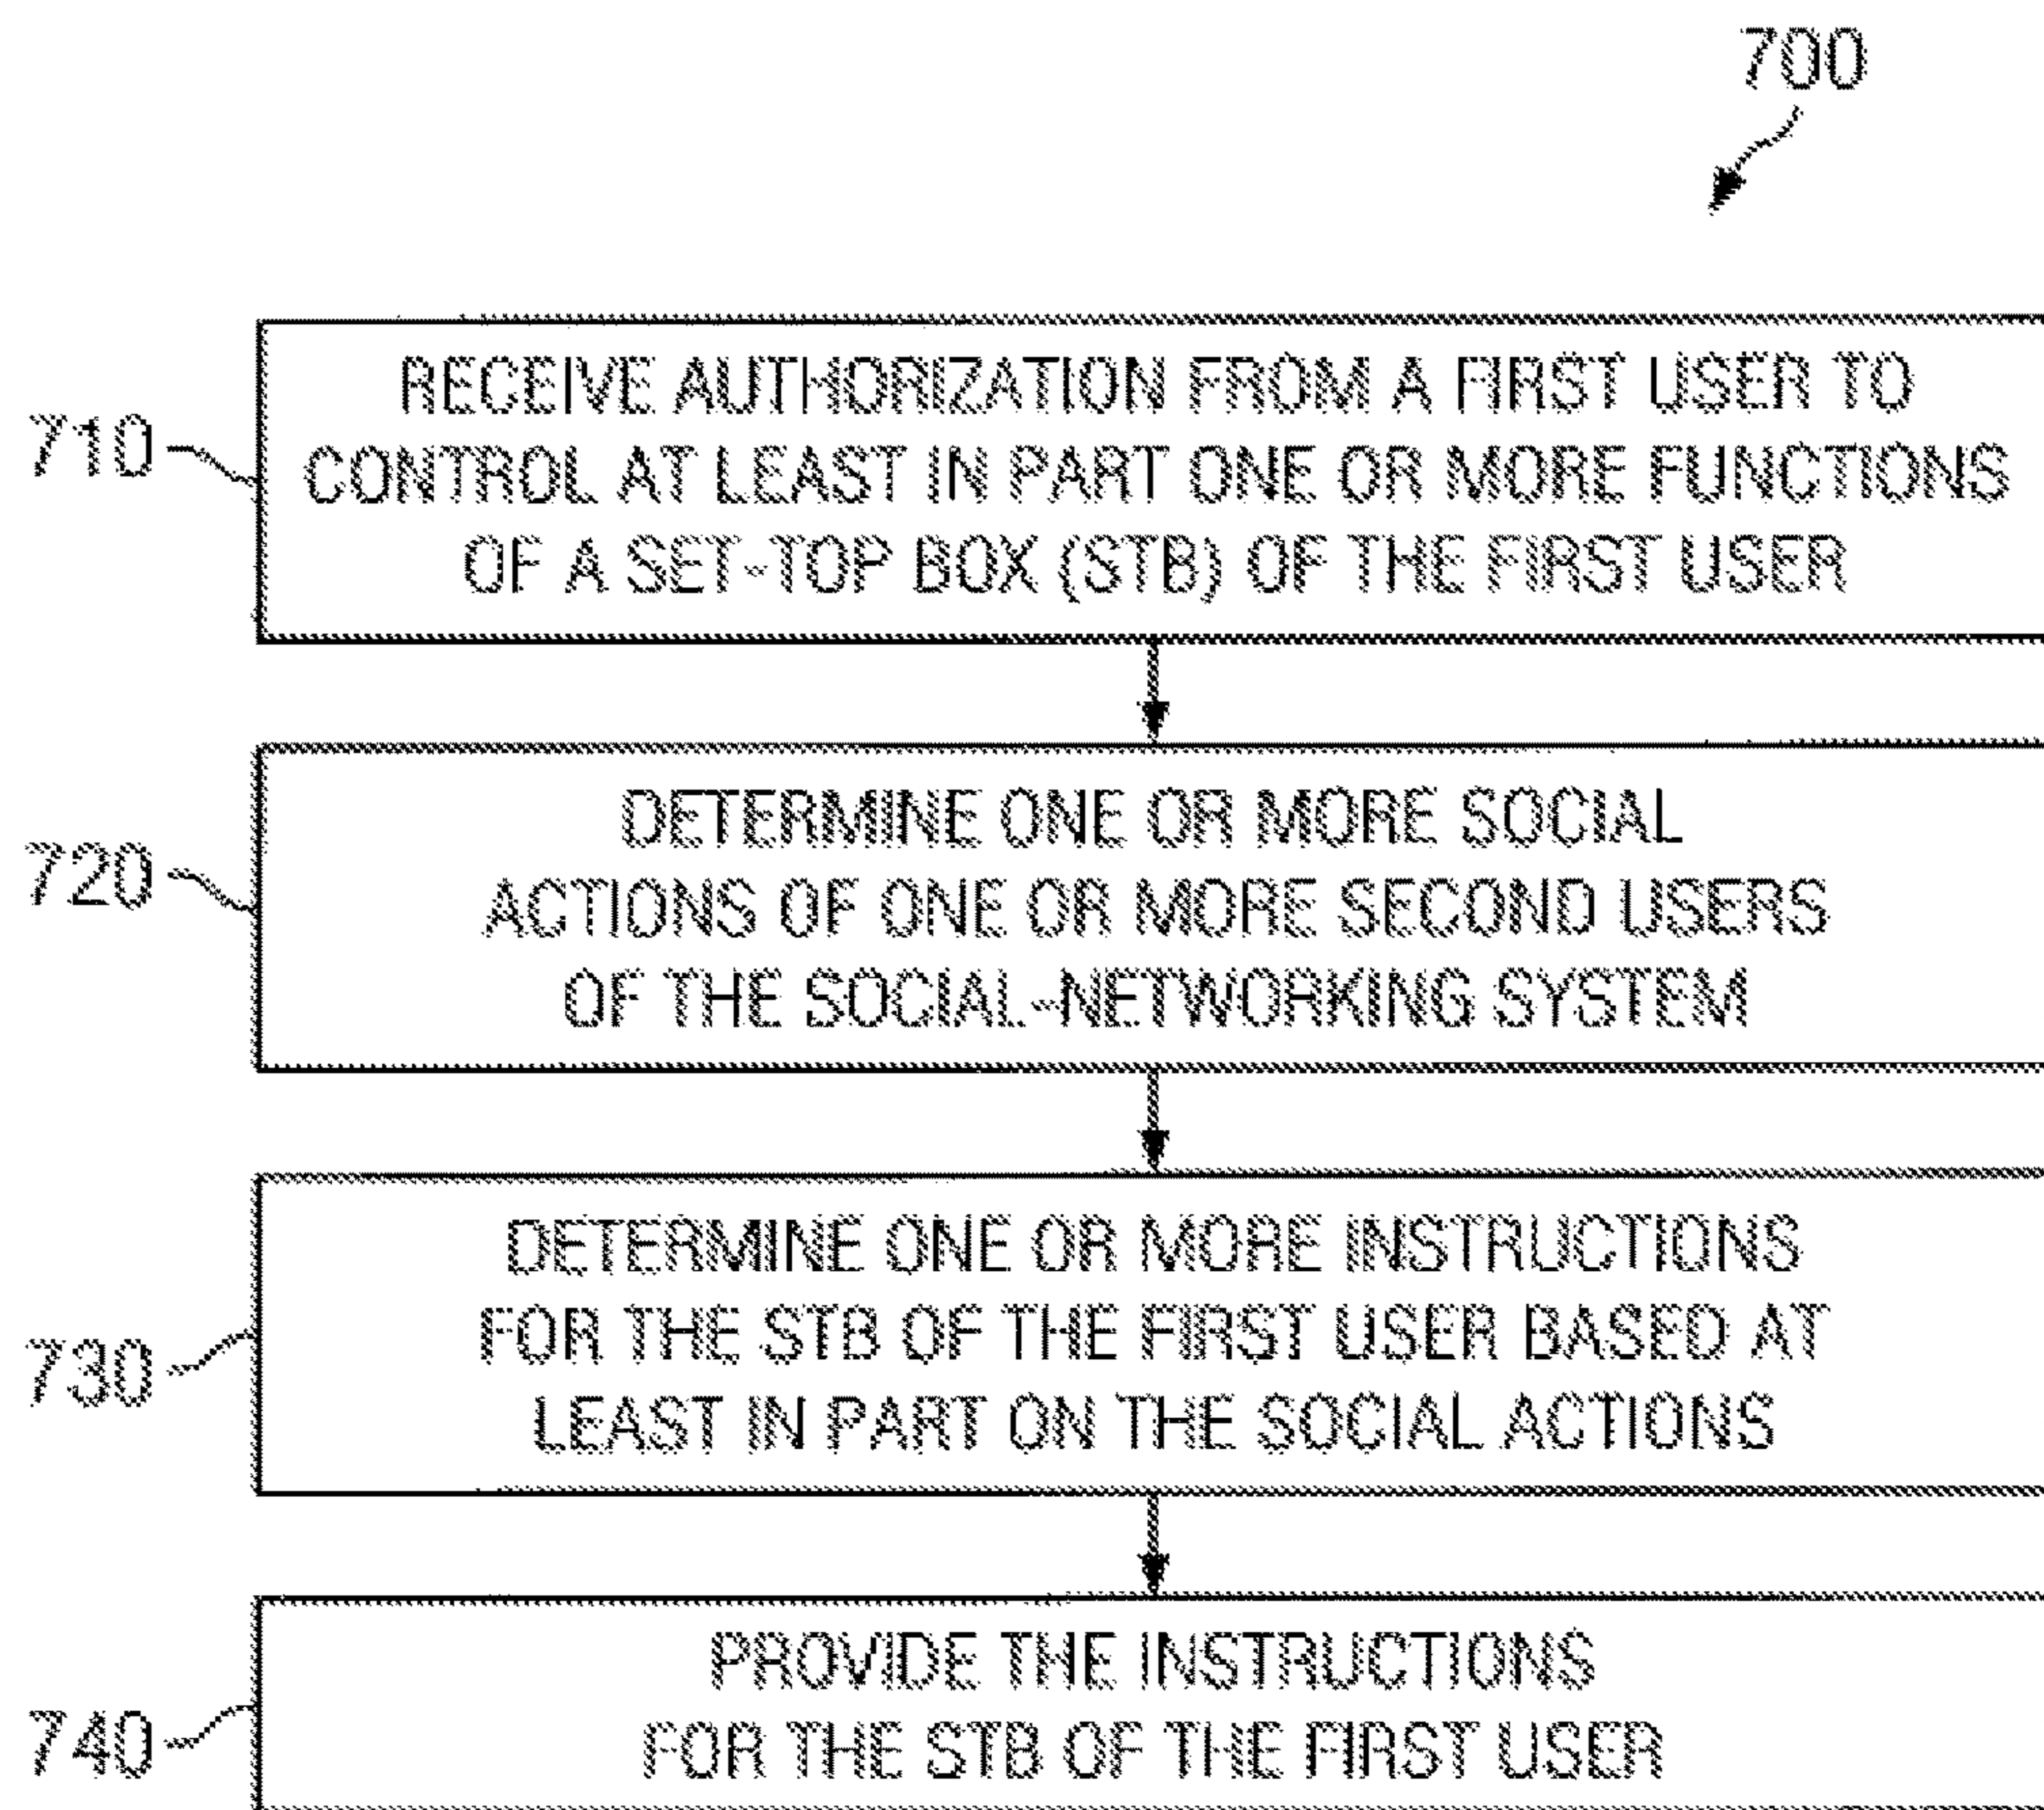 700
710
RECEIVE AUTHORIZATION FROM A FIRST USER TO
CONTROL AT LEAST IN PART ONE OR MORE FUNCTIONS
OF A SET-TOP BOX (STB) OF THE FIRST USER
720
DETERMINE ONE OR MORE SOCIAL
ACTIONS OF ONE OR MORE SECOND USERS
OF THE SOCIAL-NETWORKING SYSTEM
730
DETERMINE ONE OR MORE INSTRUCTIONS
FOR THE STB OF THE FIRST USER BASED AT
LEAST IN PART ON THE SOCIAL ACTIONS
740
PROVIDE THE INSTRUCTIONS
FOR THE STB OF THE FIRST USER